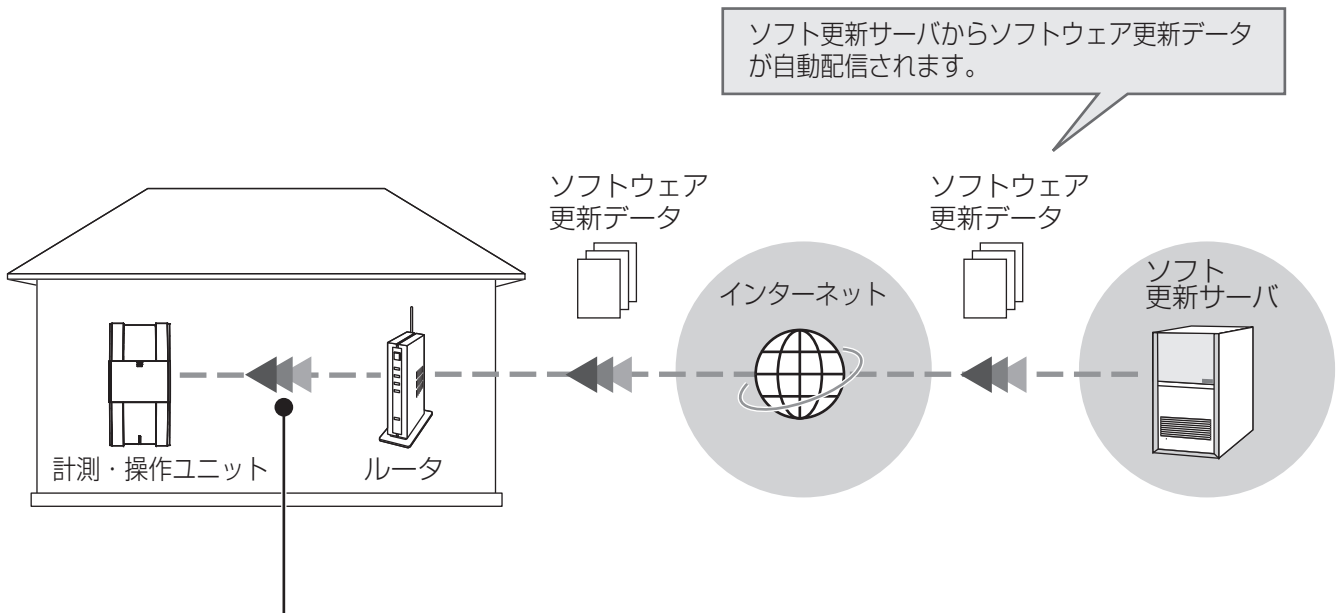 ソフト更新サーバからソフトウェア更新データ
が自動配信されます。
ソフトウェア
更新データ
ソフトウェア
更新データ
インターネット
ソフト
更新サーバ
計測・操作ユニット
ルータ